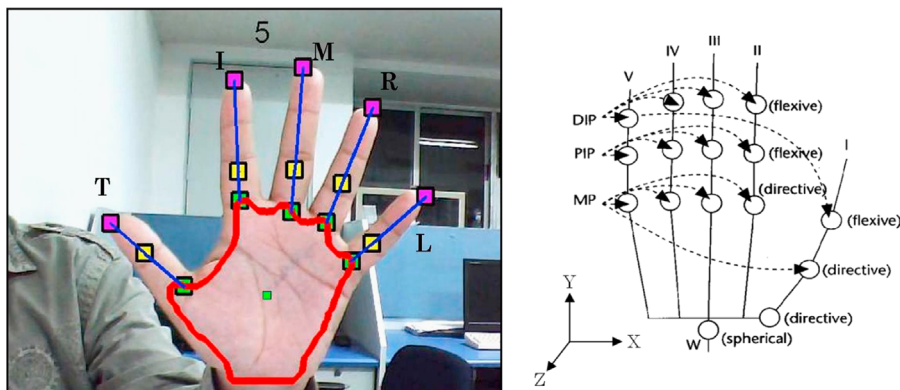 5
I
M
R
T
L
III
IV
II
V
I
DIP
(flexive)
PIP
(flexive)
(directive)
MP
(flexive)
(directive)
(directive)
W
(spherical)
Y
X
Z